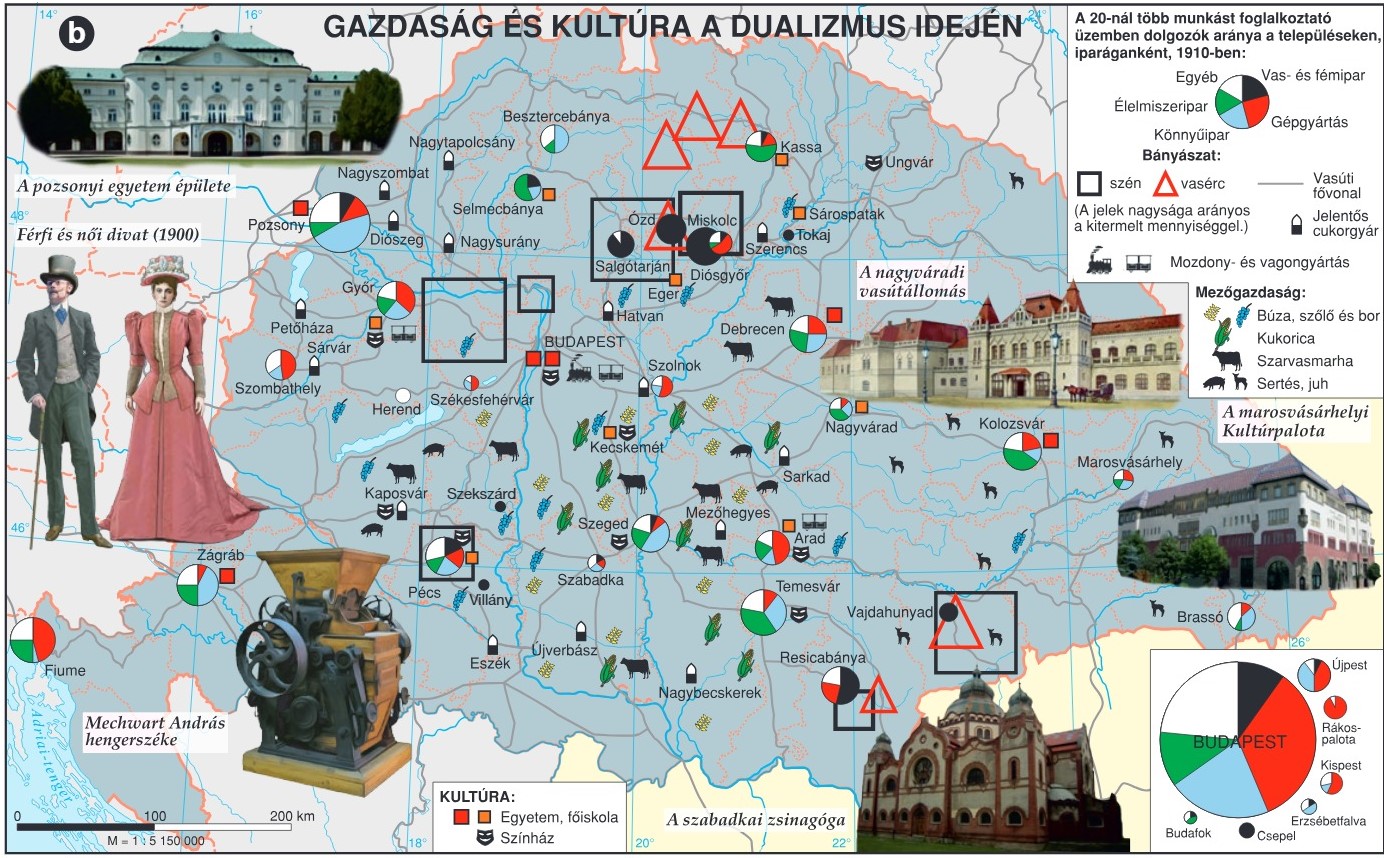 b
GAZDASÁG ÉS KULTÚRA A DUALIZMUS IDEJÉN
14°
16°
24°
A 20-nál több munkást foglalkoztató
üzemben dolgozók aránya a településeken,
iparáganként, 1910-ben:
Egyéb
Vas- és fémipar
Élelmiszeripar
Gépgyártás
Könnyűipar
Bányászat:
szén
vasérc
Vasúti
fővonal
(A jelek nagysága arányos
a kitermelt mennyiséggel.)
Jelentős
cukorgyár
Mozdony- és vagongyártás
Mezőgazdaság:
Búza, szőlő és bor
Kukorica
Szarvasmarha
Sertés, juh
A pozsonyi egyetem épülete
Férfi és női divat (1900)
48°
48°
46°
Besztercebánya
Nagytapolcsány
Kassa
Ungvár
Nagyszombat
Selmecbánya
Pozsony
Diószeg
Nagysurány
Ózd
Miskolc
Sárospatak
Tokaj
Szerencs
Salgótarján
Diósgyőr
Eger
Hatvan
A nagyváradi
vasútállomás
Győr
Petőháza
Sárvár
Szombathely
BUDAPEST
Debrecen
Szolnok
Herend
Székesfehérvár
Nagyvárad
Kolozsvár
A marosvásárhelyi
Kultúrpalota
Kecskemét
Marosvásárhely
Sarkad
Kaposvár
Szekszárd
Szeged
Mezőhegyes
Arad
Zágráb
Szabadka
Pécs
Villány
Temesvár
Vajdahunyad
Brassó
26°
Fiume
Eszék
Újverbász
Resicabánya
Nagybecskerek
Adriai-tenger
Mechwart András
hengerszéke
BUDAPEST
Újpest
Rákos-
palota
Kispest
Erzsébetfalva
Budafok
Csepel
KULTÚRA:
Egyetem, főiskola
Színház
A szabadkai zsinagóga
0 100 200 km
M = 1 : 5 150 000
18°
20°
22°